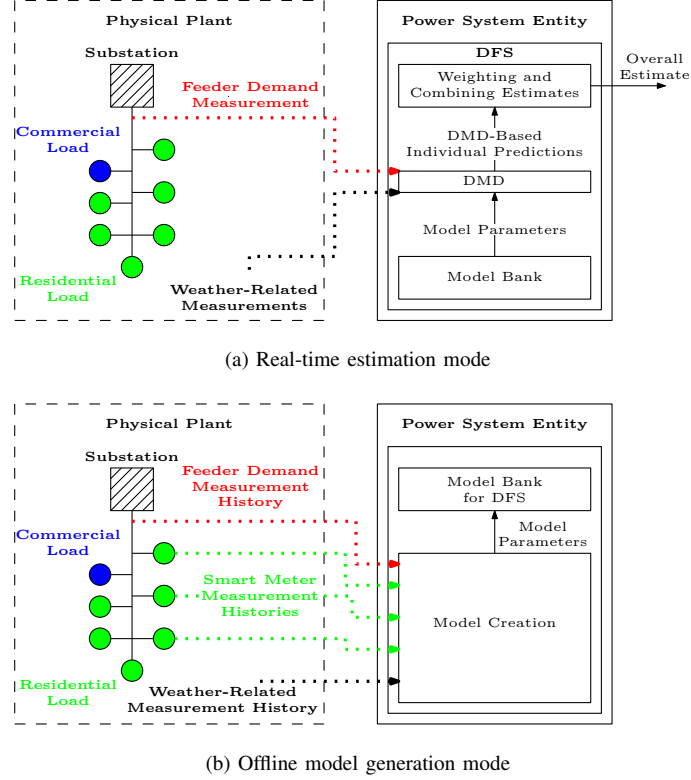 Physical Plant
Power System Entity
Substation
DFS
Feeder Demand
Measurement
Weighting and
Combining Estimates
Overall
Estimate
Commercial
Load
DMD-Based
Individual Predictions
DMD
Model Parameters
Residential
Load
Weather-Related
Measurements
Model Bank
(a) Real-time estimation mode
Physical Plant
Power System Entity
Substation
Feeder Demand
Measurement
History
Model Bank
for DFS
Commercial
Load
Model
Parameters
Smart Meter
Measurement
Histories
Model Creation
Residential
Load
Weather-Related
Measurement History
(b) Offline model generation mode